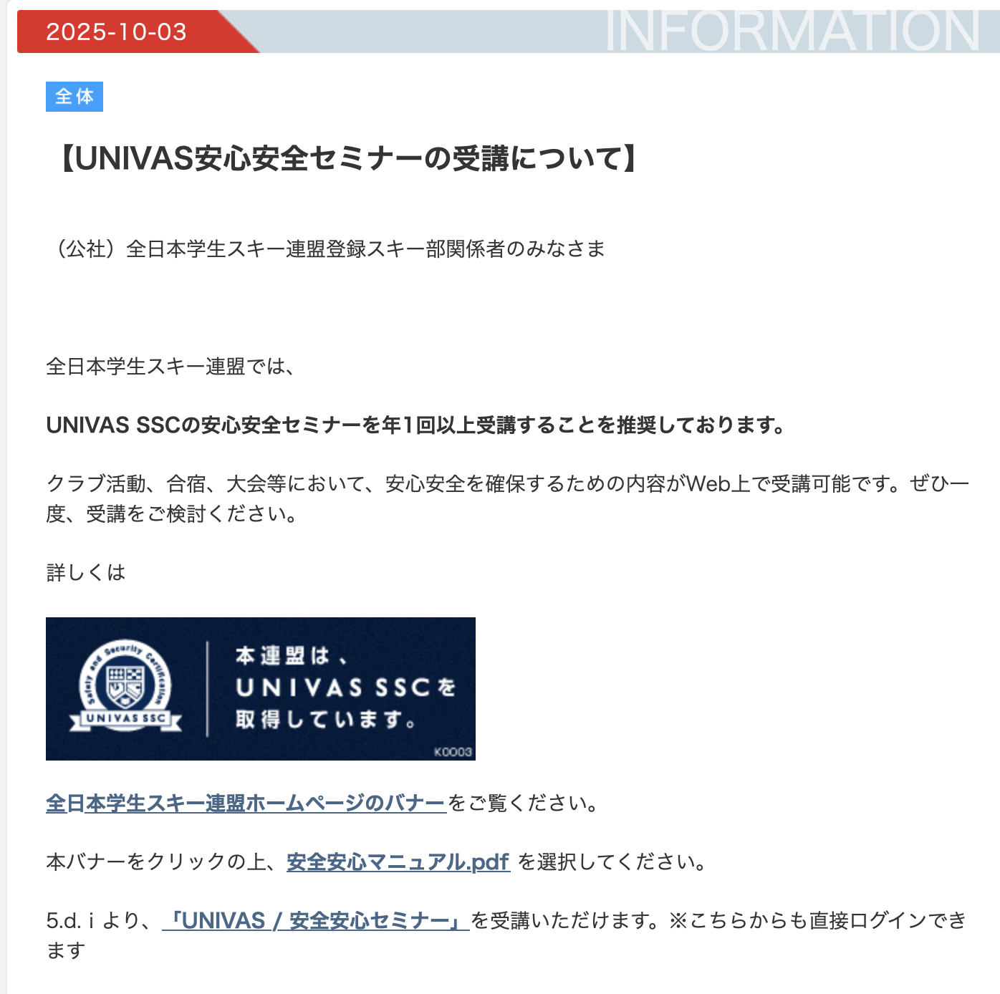 2025-10-03
INFORMATION
全体
【UNIVAS安心安全セミナーの受講について】
（公社）全日本学生スキー連盟登録スキー部関係者のみなさま
全日本学生スキー連盟では、
UNIVAS SSCの安心安全セミナーを年1回以上受講することを推奨しております。
クラブ活動、合宿、大会等において、安心安全を確保するための内容がWeb上で受講可能です。ぜひ一
度、受講をご検討ください。
詳しくは
Safety and Security Certification
UNIVAS SSC
本連盟は、
UNIVAS SSCを
取得しています。
K0003
全日本学生スキー連盟ホームページのバナーをご覧ください。
本バナーをクリックの上、安全安心マニュアル.pdf を選択してください。
5.d.ⅰより、「UNIVAS / 安全安心セミナー」を受講いただけます。※こちらからも直接ログインでき
ます